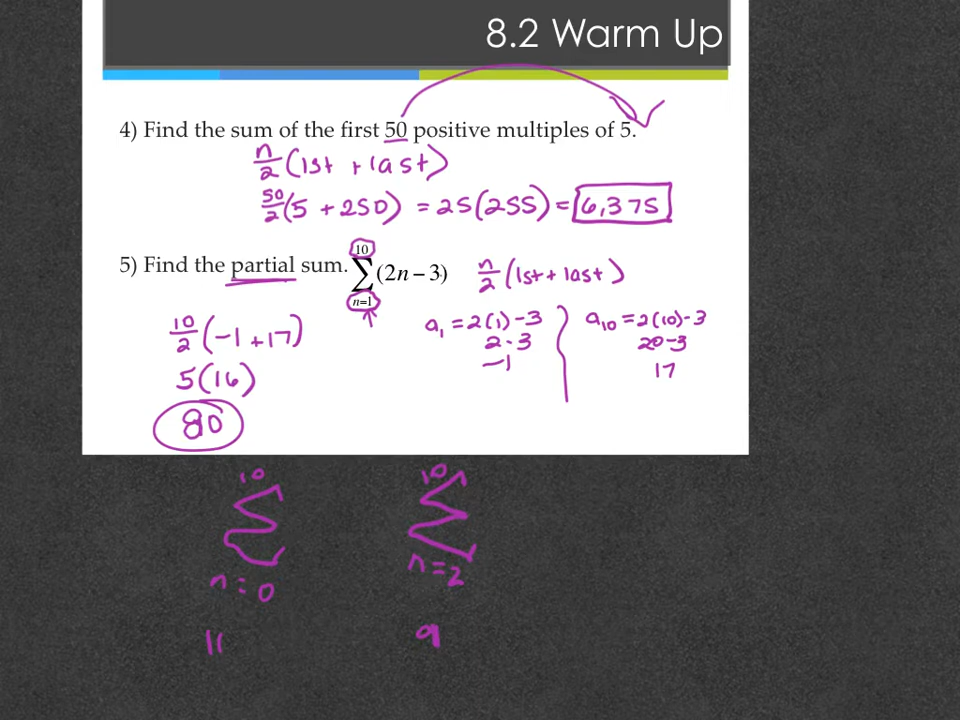 8.2 Warm Up
4) Find the sum of the first 50 positive multiples of 5.
n/2 (1st + last)
50/2 (5 + 250) = 25(255) = 6,375
5) Find the partial sum. 10 ∑ n=1 (2n – 3) n/2 (1st + last)
10/2 (-1 + 17)
5(16)
80
a₁ = 2(1) - 3
2 - 3
-1
a₁₀ = 2(10) - 3
20 - 3
17
10 ∑ n = 0
11
10 ∑ n = 2
9